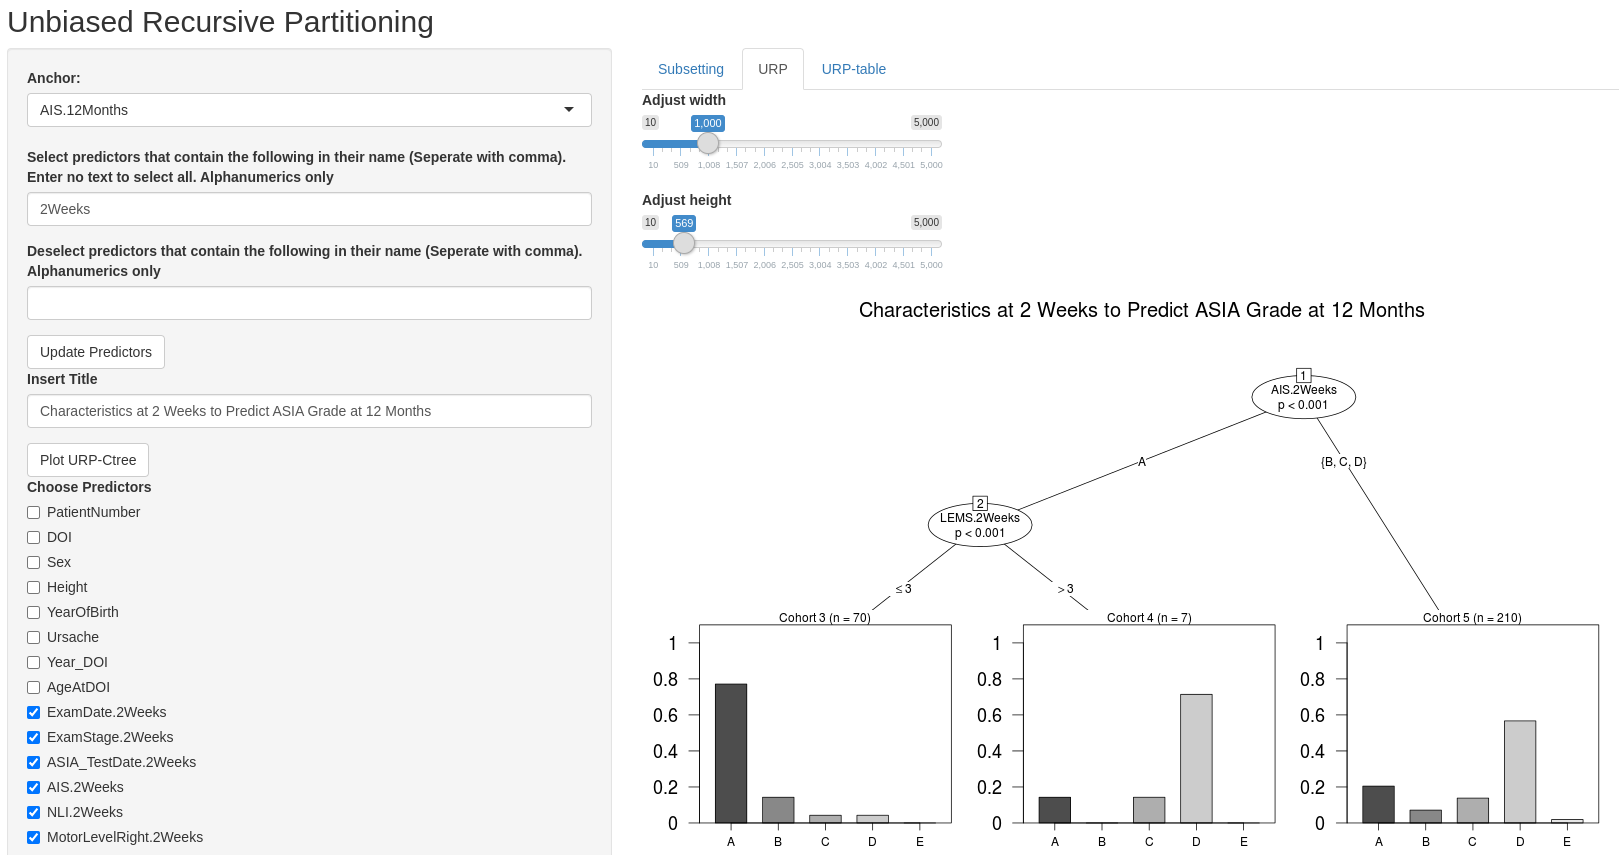 Unbiased Recursive Partitioning
Anchor:
AIS.12Months
Select predictors that contain the following in their name (Seperate with comma).
Enter no text to select all. Alphanumerics only
2Weeks
Deselect predictors that contain the following in their name (Seperate with comma).
Alphanumerics only
Update Predictors
Insert Title
Characteristics at 2 Weeks to Predict ASIA Grade at 12 Months
Plot URP-Ctree
Choose Predictors
PatientNumber
DOI
Sex
Height
YearOfBirth
Ursache
Year_DOI
AgeAtDOI
ExamDate.2Weeks
ExamStage.2Weeks
ASIA_TestDate.2Weeks
AIS.2Weeks
NLI.2Weeks
MotorLevelRight.2Weeks
Subsetting URP URP-table
Adjust width
10 1,000 5,000
10 509 1,008 1,507 2,006 2,505 3,004 3,503 4,002 4,501 5,000
Adjust height
10 569 5,000
10 509 1,008 1,507 2,006 2,505 3,004 3,503 4,002 4,501 5,000
Characteristics at 2 Weeks to Predict ASIA Grade at 12 Months
1
AIS.2Weeks
p < 0.001
A {B, C, D}
2
LEMS.2Weeks
p < 0.001
≤ 3 > 3
Cohort 3 (n = 70)
1
0.8
0.6
0.4
0.2
0
A B C D E
Cohort 4 (n = 7)
1
0.8
0.6
0.4
0.2
0
A B C D E
Cohort 5 (n = 210)
1
0.8
0.6
0.4
0.2
0
A B C D E